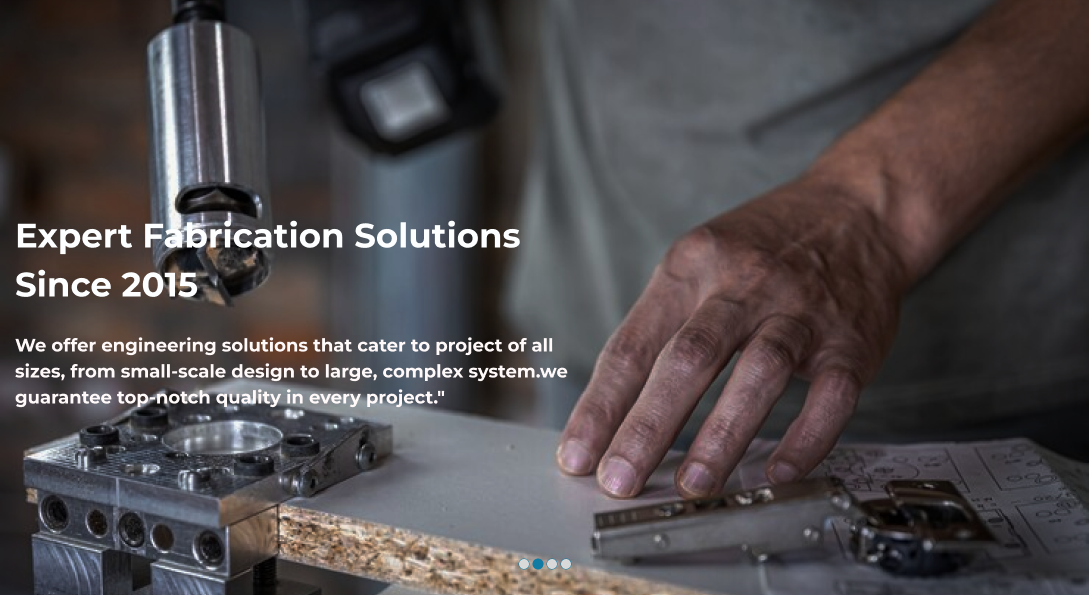 Expert Fabrication Solutions
Since 2015
We offer engineering solutions that cater to project of all
sizes, from small-scale design to large, complex system.we
guarantee top-notch quality in every project."